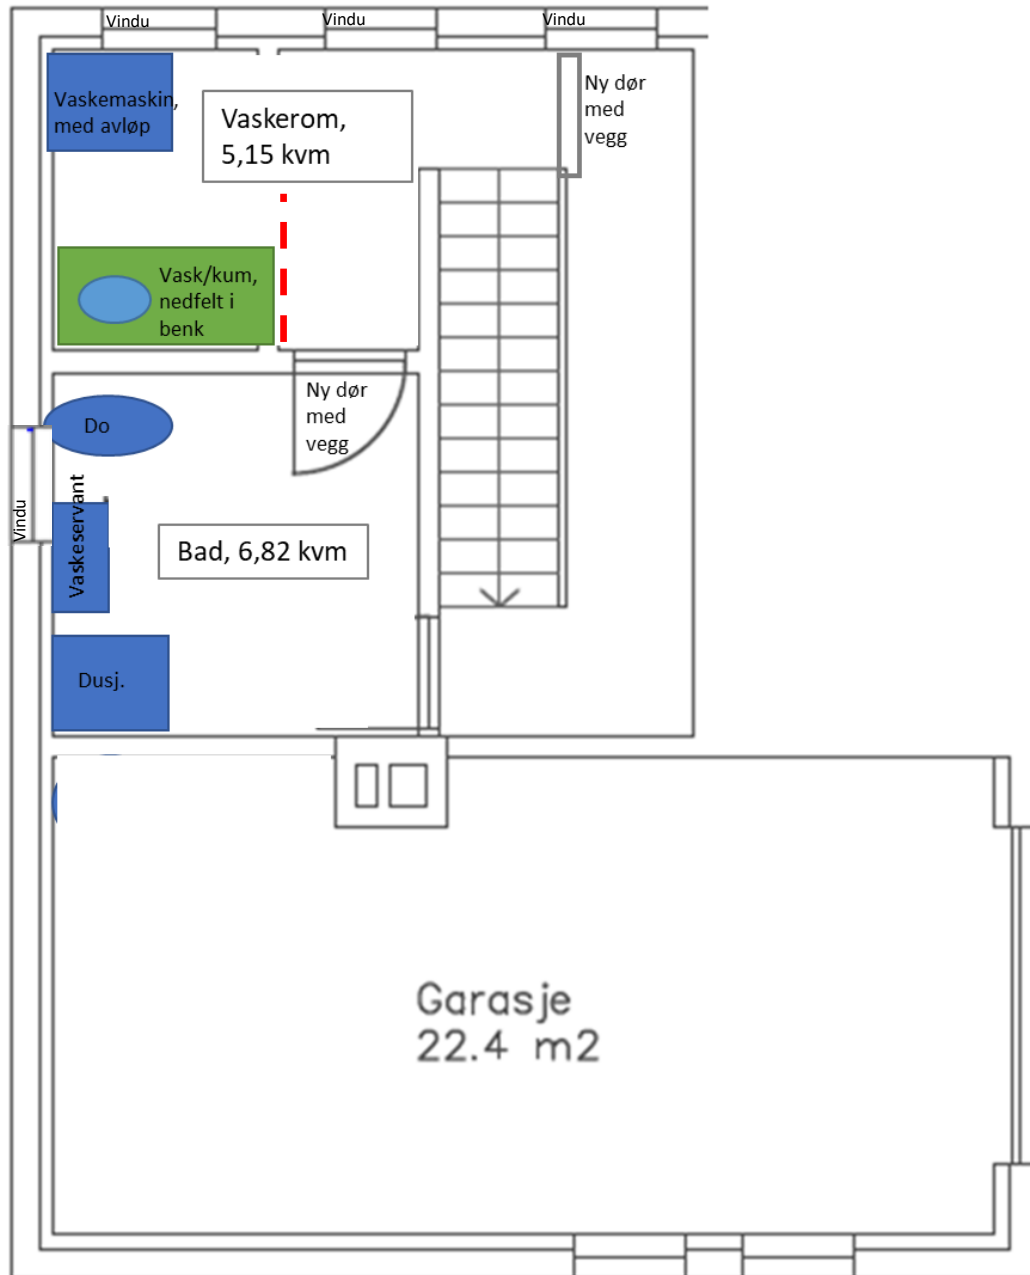 Vindu
Vindu
Vindu
Vaskemaskin,
med avløp
Vaskerom,
5,15 kvm
Ny dør
med
vegg
Vask/kum,
nedfelt i
benk
Ny dør
med
vegg
Do
Vindu
Vaskeservant
Bad, 6,82 kvm
Dusj.
Garasje
22.4 m2